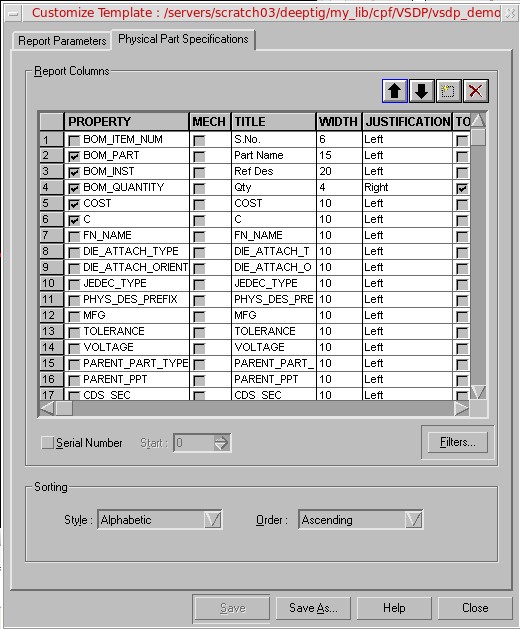 Customize Template : /servers/scratch03/deeptig/my_lib/cpf/VSDP/vsdp_demo
Report Parameters Physical Part Specifications
Report Columns
PROPERTY MECH TITLE WIDTH JUSTIFICATION TO
1 BOM_ITEM_NUM S.No. 6 Left
2 BOM_PART Part Name 15 Left
3 BOM_INST Ref Des 20 Left
4 BOM_QUANTITY Qty 4 Right
5 COST COST 10 Left
6 C C 10 Left
7 FN_NAME FN_NAME 10 Left
8 DIE_ATTACH_TYPE DIE_ATTACH_T 10 Left
9 DIE_ATTACH_ORIENT DIE_ATTACH_O 10 Left
10 JEDEC_TYPE JEDEC_TYPE 10 Left
11 PHYS_DES_PREFIX PHYS_DES_PRE 10 Left
12 MFG MFG 10 Left
13 TOLERANCE TOLERANCE 10 Left
14 VOLTAGE VOLTAGE 10 Left
15 PARENT_PART_TYPE PARENT_PART_ 10 Left
16 PARENT_PPT PARENT_PPT 10 Left
17 CDS_SEC CDS_SEC 10 Left
Serial Number Start : 0 Filters...
Sorting
Style : Alphabetic Order : Ascending
Save Save As... Help Close